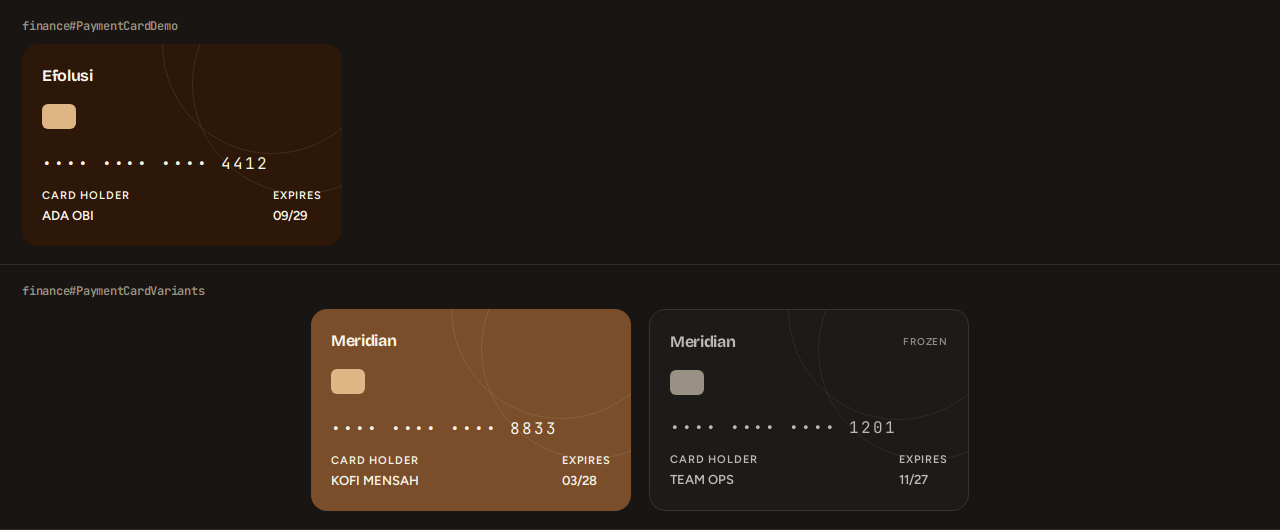 finance#PaymentCardDemo
Efolusi
•••• •••• •••• 4412
CARD HOLDER EXPIRES
ADA OBI 09/29
finance#PaymentCardVariants
Meridian
•••• •••• •••• 8833
CARD HOLDER EXPIRES
KOFI MENSAH 03/28
Meridian FROZEN
•••• •••• •••• 1201
CARD HOLDER EXPIRES
TEAM OPS 11/27